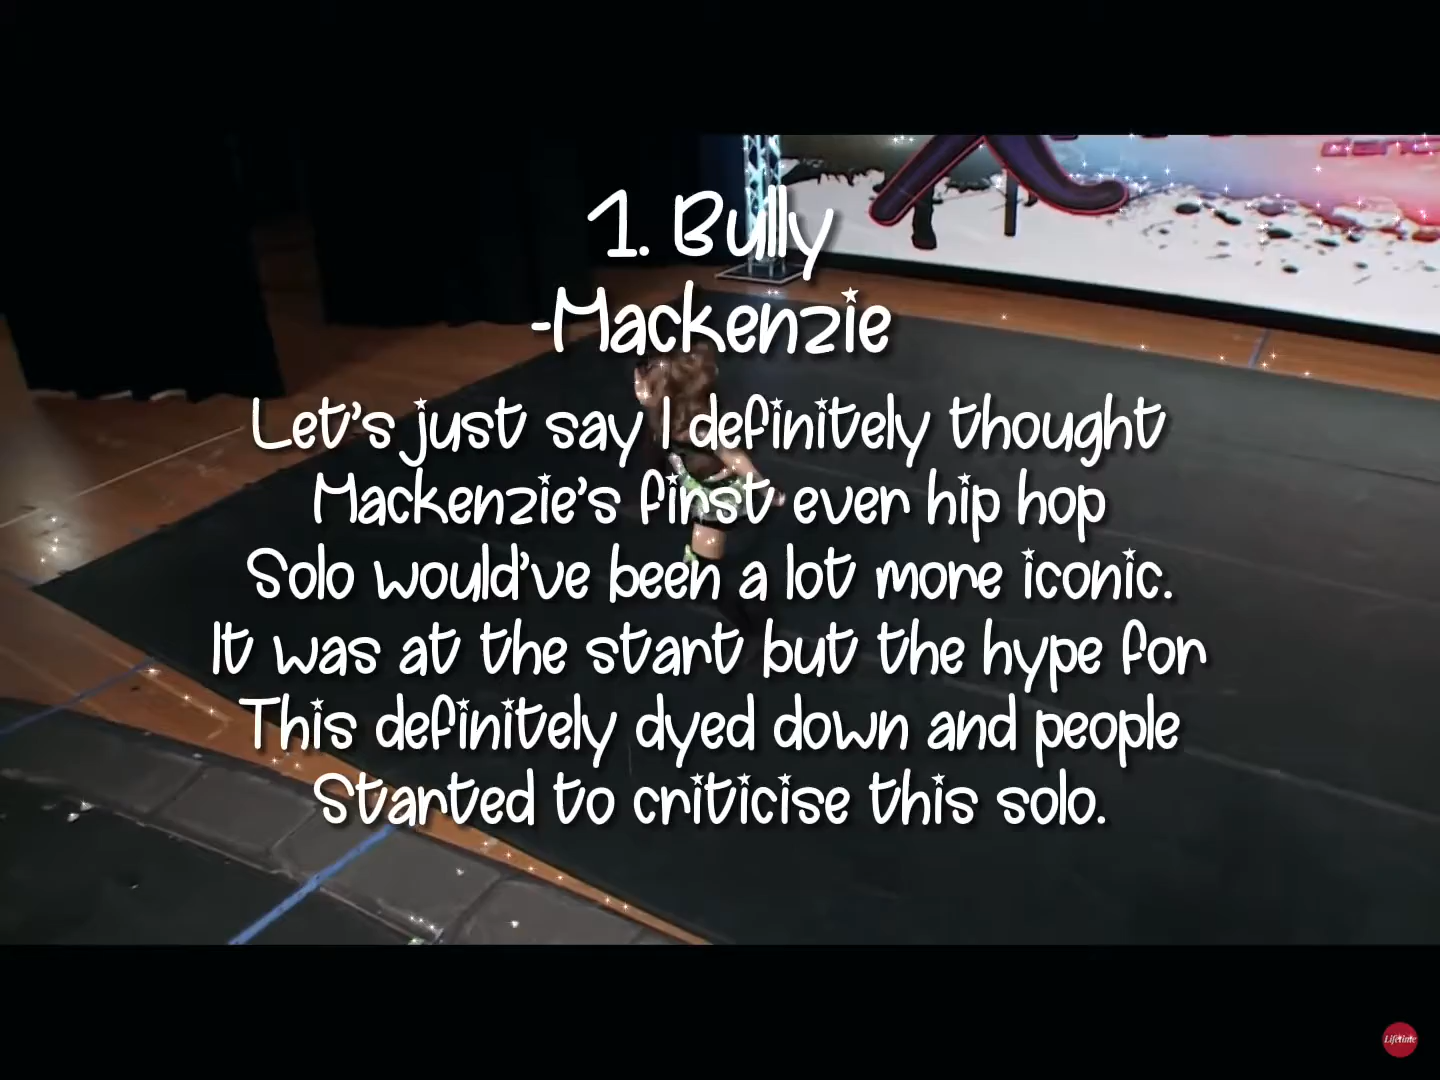 1. Bully
-Mackenzie
Let's just say I definitely thought
Mackenzie's first ever hip hop
Solo would've been a lot more iconic.
It was at the start but the hype for
This definitely dyed down and people
Started to criticise this solo.
Lifetime